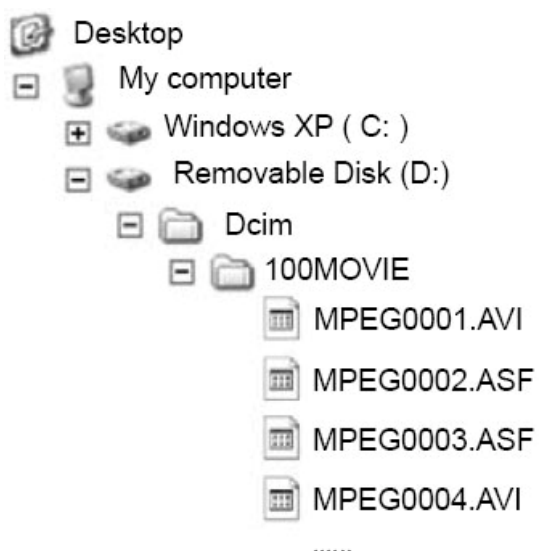 Desktop
My computer
Windows XP ( C: )
Removable Disk (D:)
Dcim
100MOVIE
MPEG0001.AVI
MPEG0002.ASF
MPEG0003.ASF
MPEG0004.AVI
......